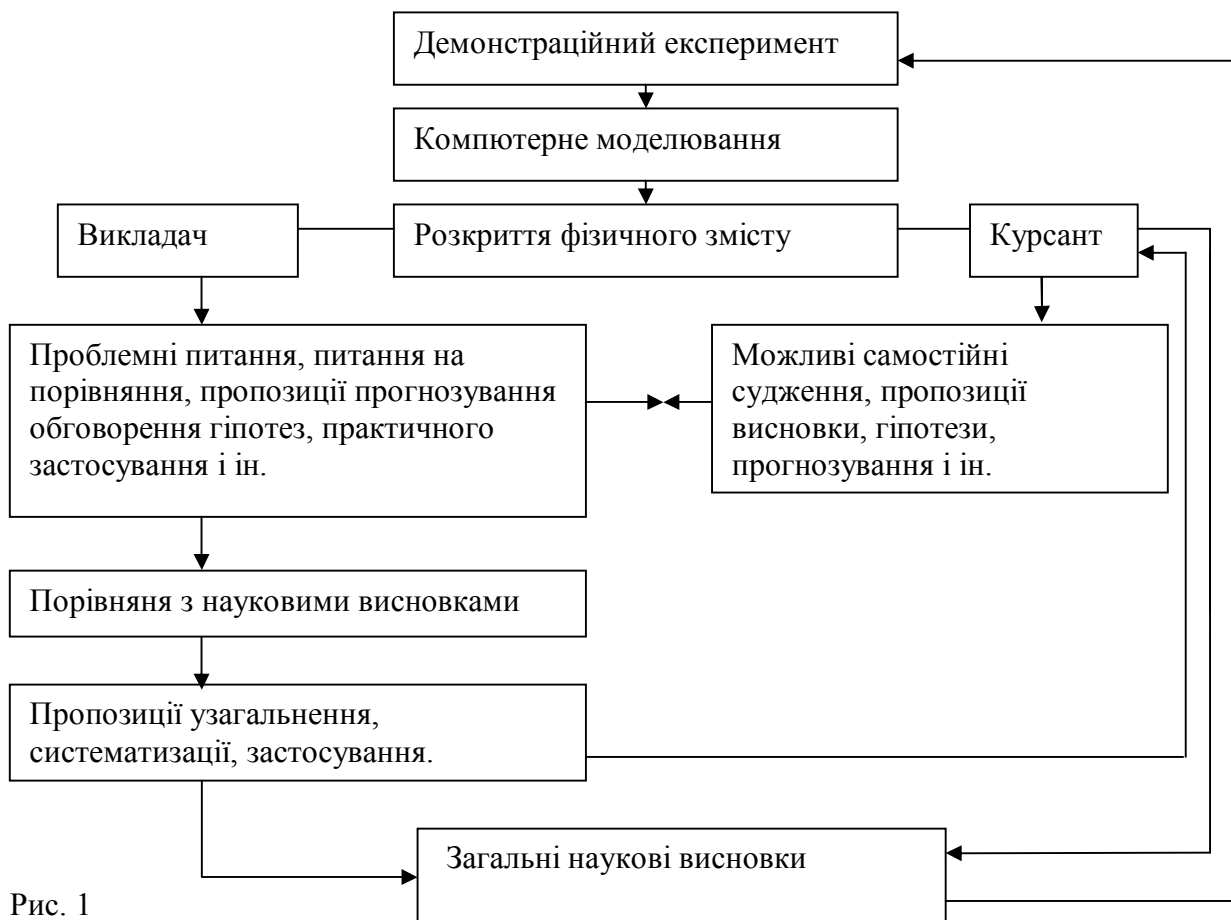 Демонстраційний експеримент
Компютерне моделювання
Викладач
Розкриття фізичного змісту
Курсант
Проблемні питання, питання на
порівняння, пропозиції прогнозування
обговорення гіпотез, практичного
застосування і ін.
Можливі самостійні
судження, пропозиції
висновки, гіпотези,
прогнозування і ін.
Порівняня з науковими висновками
Пропозиції узагальнення,
систематизації, застосування.
Загальні наукові висновки
Рис. 1